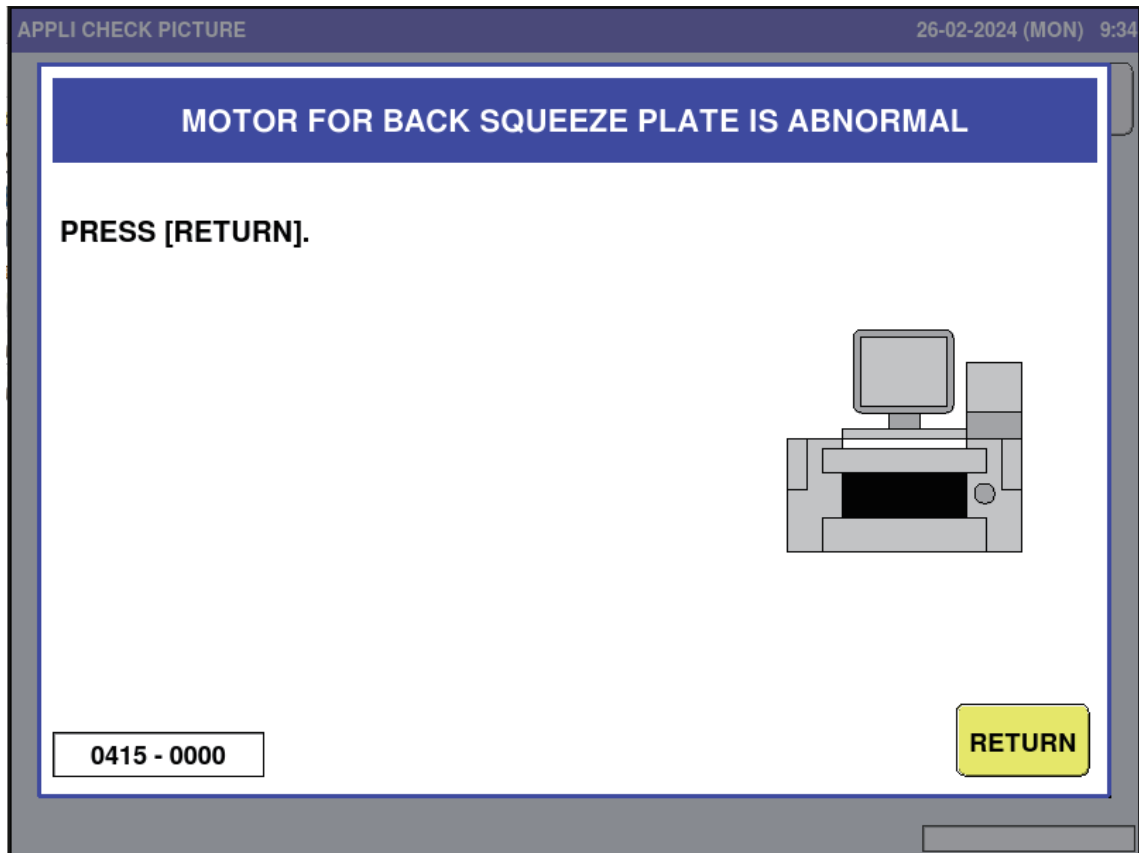 APPLI CHECK PICTURE 26-02-2024 (MON) 9:34
MOTOR FOR BACK SQUEEZE PLATE IS ABNORMAL
PRESS [RETURN].
0415 - 0000
RETURN